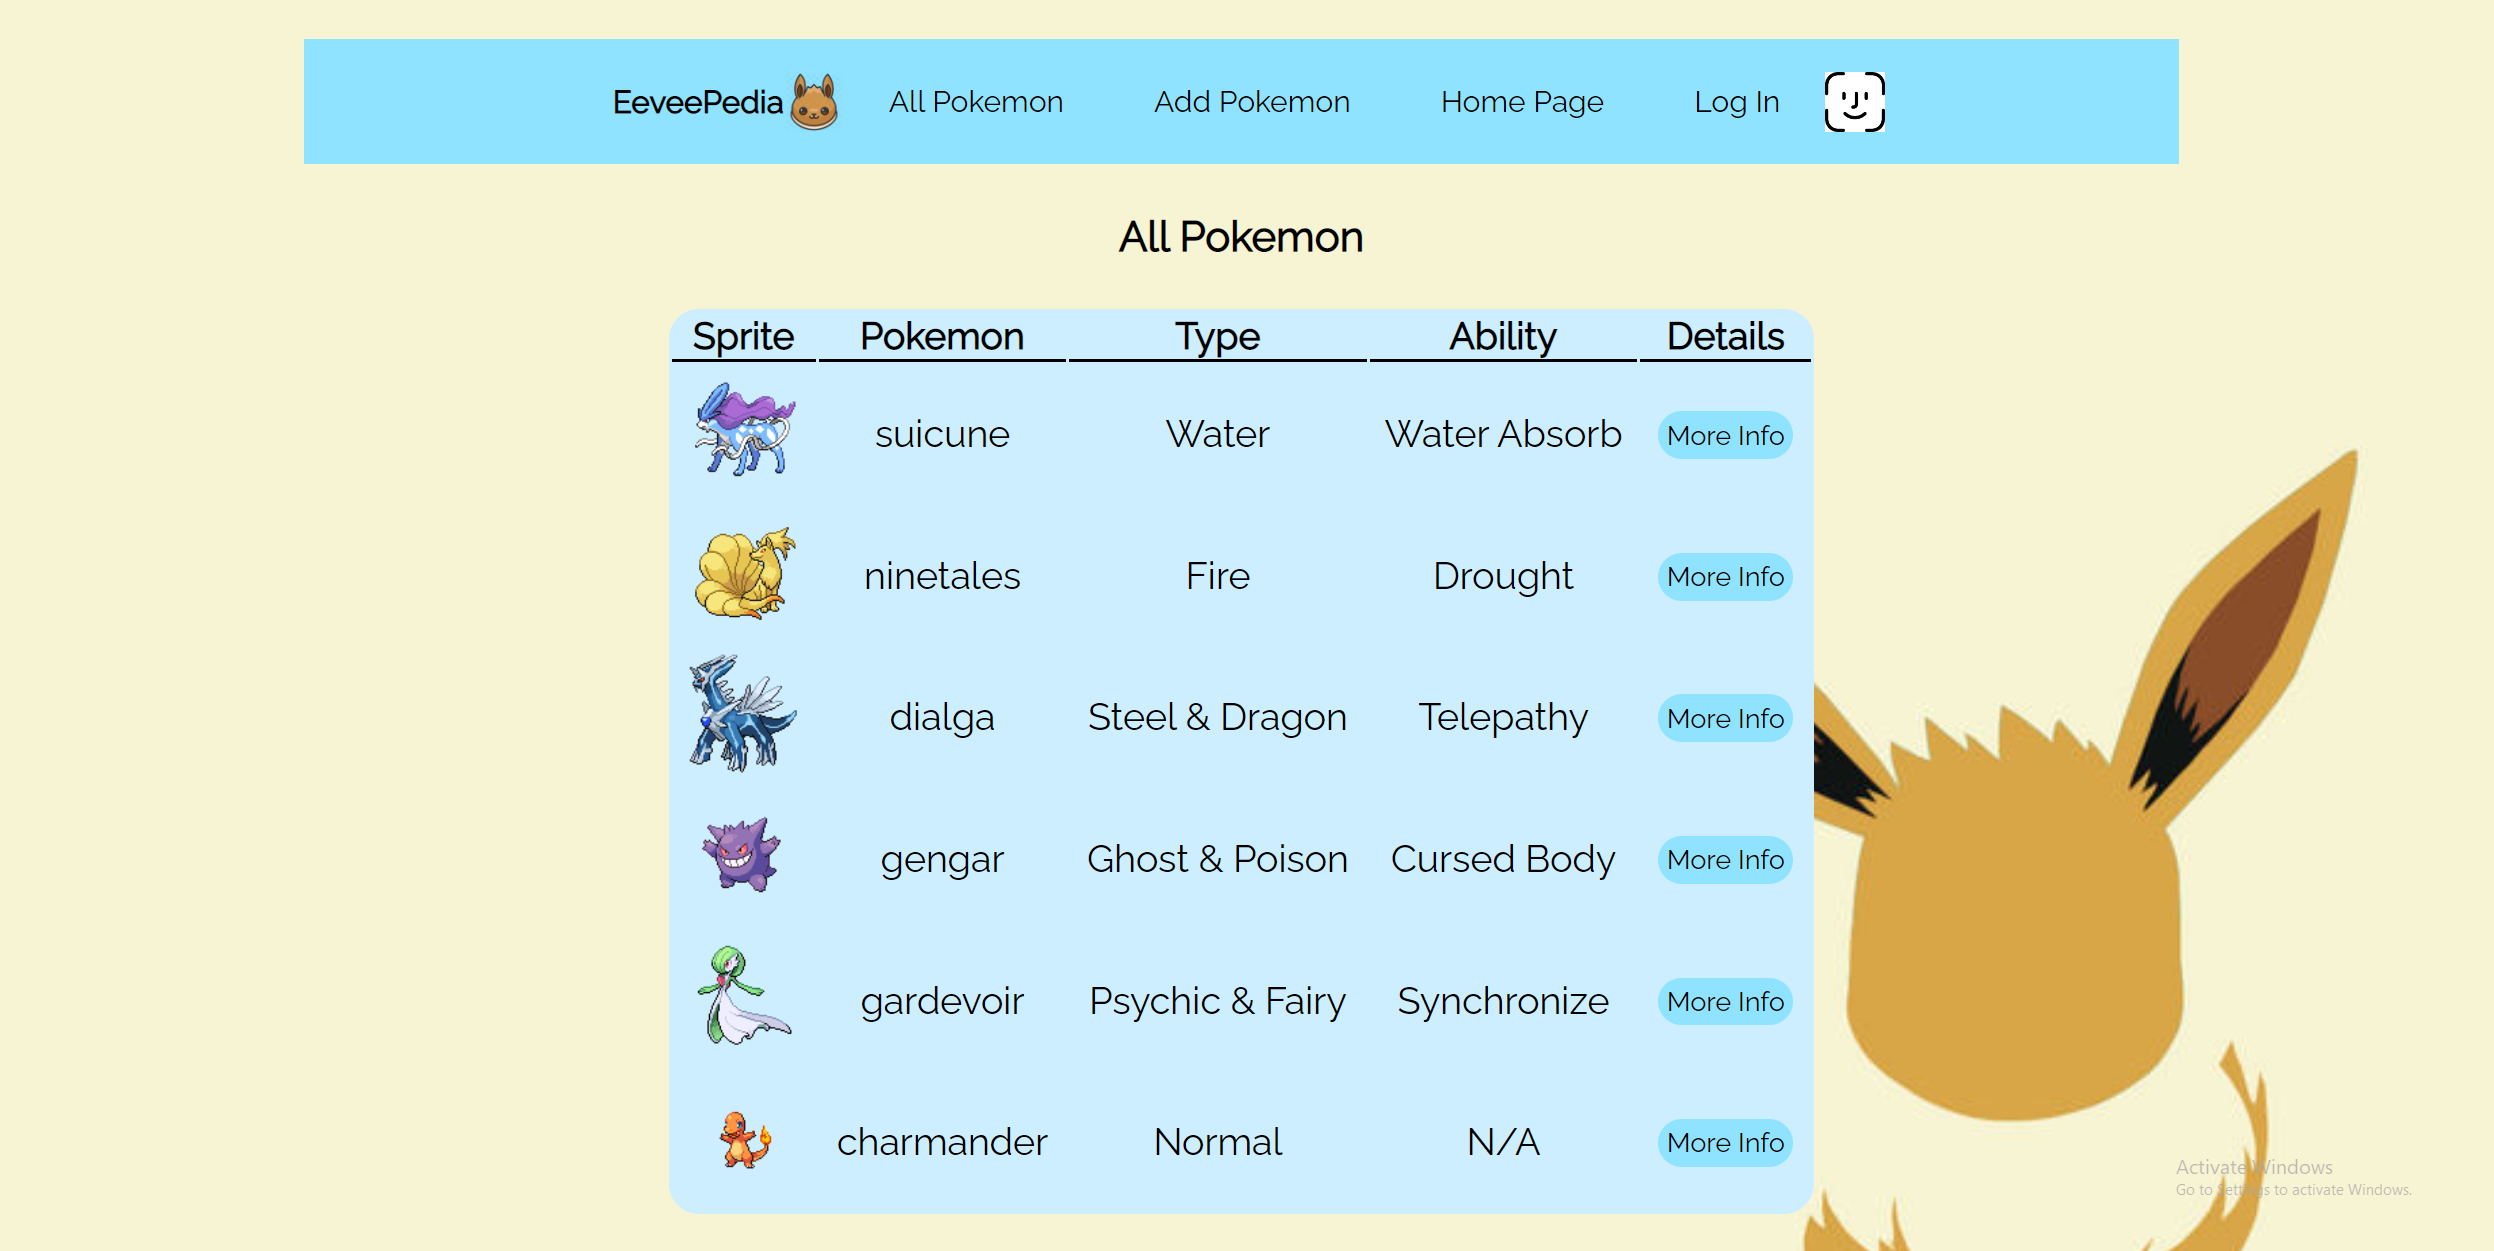 EeveePedia All Pokemon Add Pokemon Home Page Log In
All Pokemon
Sprite Pokemon Type Ability Details
suicune Water Water Absorb More Info
ninetales Fire Drought More Info
dialga Steel & Dragon Telepathy More Info
gengar Ghost & Poison Cursed Body More Info
gardevoir Psychic & Fairy Synchronize More Info
charmander Normal N/A More Info
Activate Windows
Go to Settings to activate Windows.